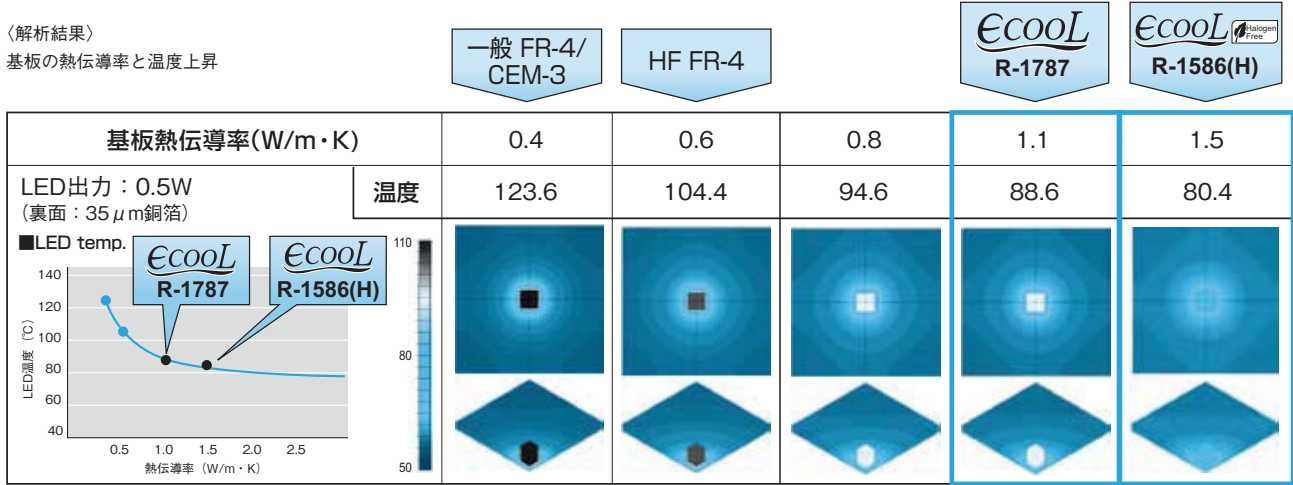 〈解析結果〉
基板の熱伝導率と温度上昇
一般 FR-4/
CEM-3
HF FR-4
ECOOL
R-1787
ECOOL Halogen Free
R-1586(H)
基板熱伝導率(W/m・K) 0.4 0.6 0.8 1.1 1.5
LED出力：0.5W
(裏面：35μm銅箔)
温度 123.6 104.4 94.6 88.6 80.4
■LED temp.
ECOOL
R-1787
ECOOL
R-1586(H)
LED温度 (℃)
140
120
100
80
60
40
0.5 1.0 1.5 2.0 2.5
熱伝導率 (W/m・K)
110
80
50